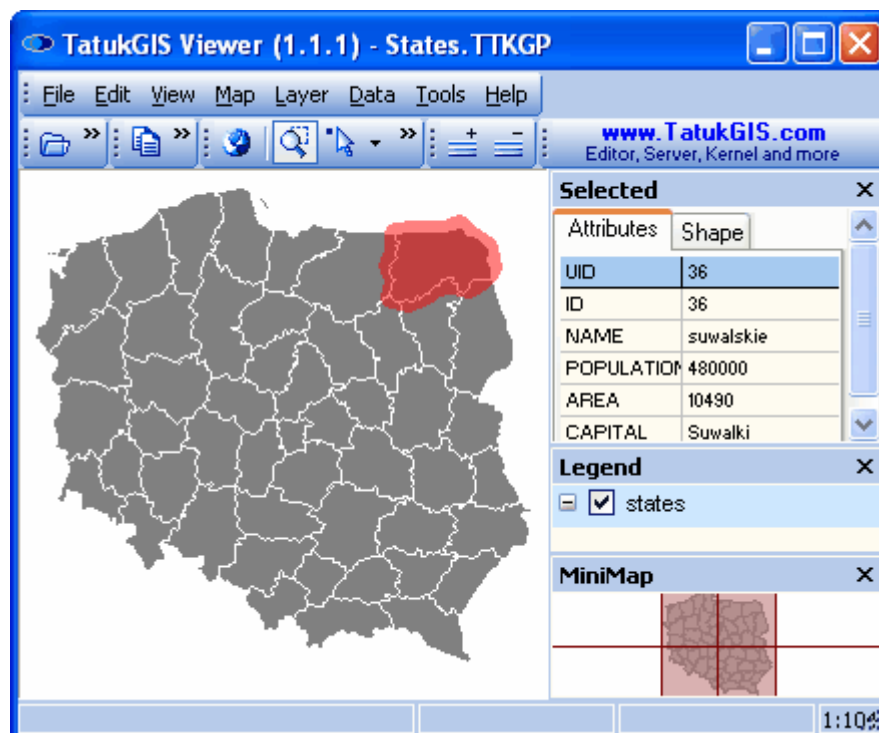 TatukGIS Viewer (1.1.1) - States.TTKGP
File Edit View Map Layer Data Tools Help
www.TatukGIS.com
Editor, Server, Kernel and more
Selected
Attributes Shape
UID 36
ID 36
NAME suwalskie
POPULATION 480000
AREA 10490
CAPITAL Suwalki
Legend
states
MiniMap